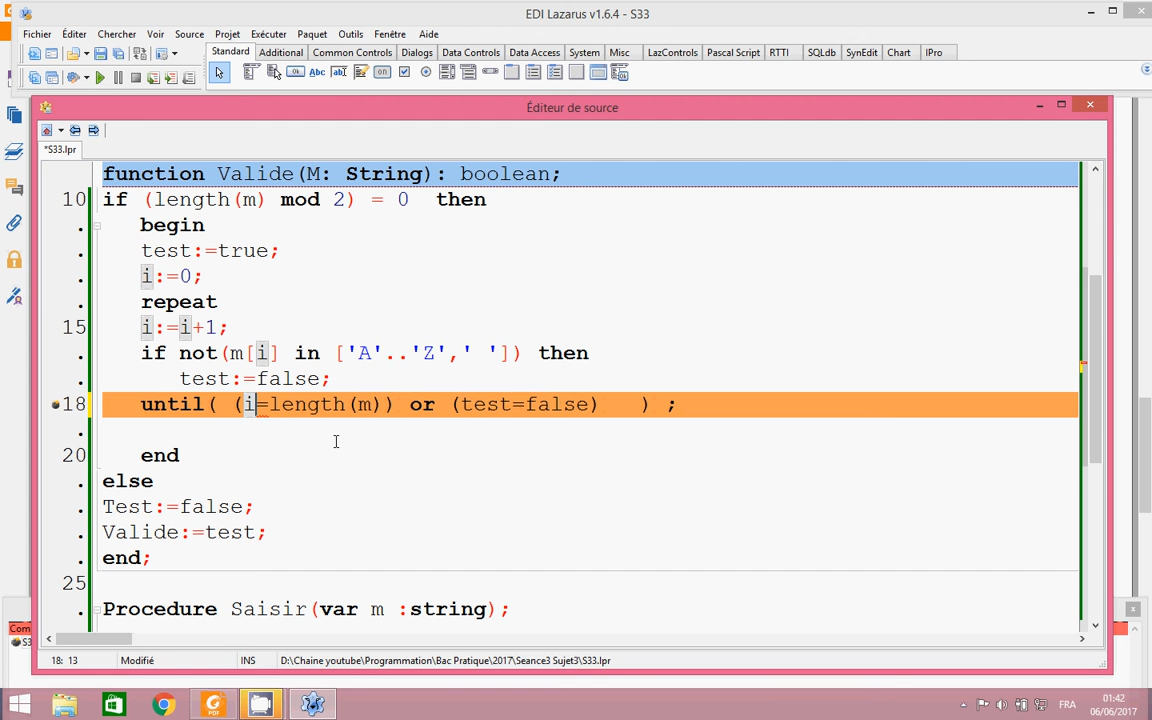 EDI Lazarus v1.6.4 - S33
Fichier Éditer Chercher Voir Source Projet Exécuter Paquet Outils Fenêtre Aide
Standard Additional Common Controls Dialogs Data Controls Data Access System Misc LazControls Pascal Script RTTI SQLdb SynEdit Chart IPro
Éditeur de source
*S33.lpr
function Valide(M: String): boolean;
10 if (length(m) mod 2) = 0 then
. begin
. test:=true;
. i:=0;
. repeat
15 i:=i+1;
. if not(m[i] in ['A'..'Z',' ']) then
. test:=false;
18 until( (i=length(m)) or (test=false) ) ;
.
20 end
. else
. Test:=false;
. Valide:=test;
. end;
25
. Procedure Saisir(var m :string);
Com
S3
18: 13 Modifié INS D:\Chaine youtube\Programmation\Bac Pratique\2017\Seance3 Sujet3\S33.lpr
FRA 01:42
06/06/2017